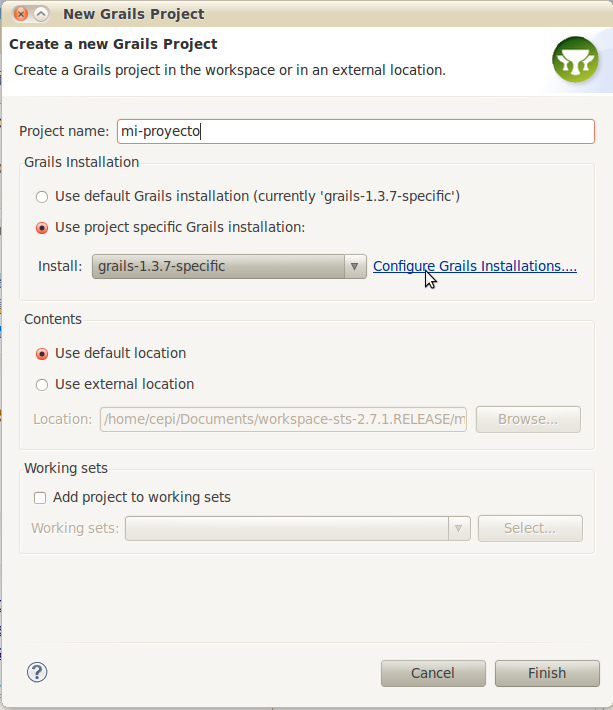 New Grails Project
Create a new Grails Project
Create a Grails project in the workspace or in an external location.
Project name: mi-proyecto
Grails Installation
Use default Grails installation (currently 'grails-1.3.7-specific')
Use project specific Grails installation:
Install: grails-1.3.7-specific Configure Grails Installations....
Contents
Use default location
Use external location
Location: /home/cepi/Documents/workspace-sts-2.7.1.RELEASE/m Browse...
Working sets
Add project to working sets
Working sets: Select...
? Cancel Finish